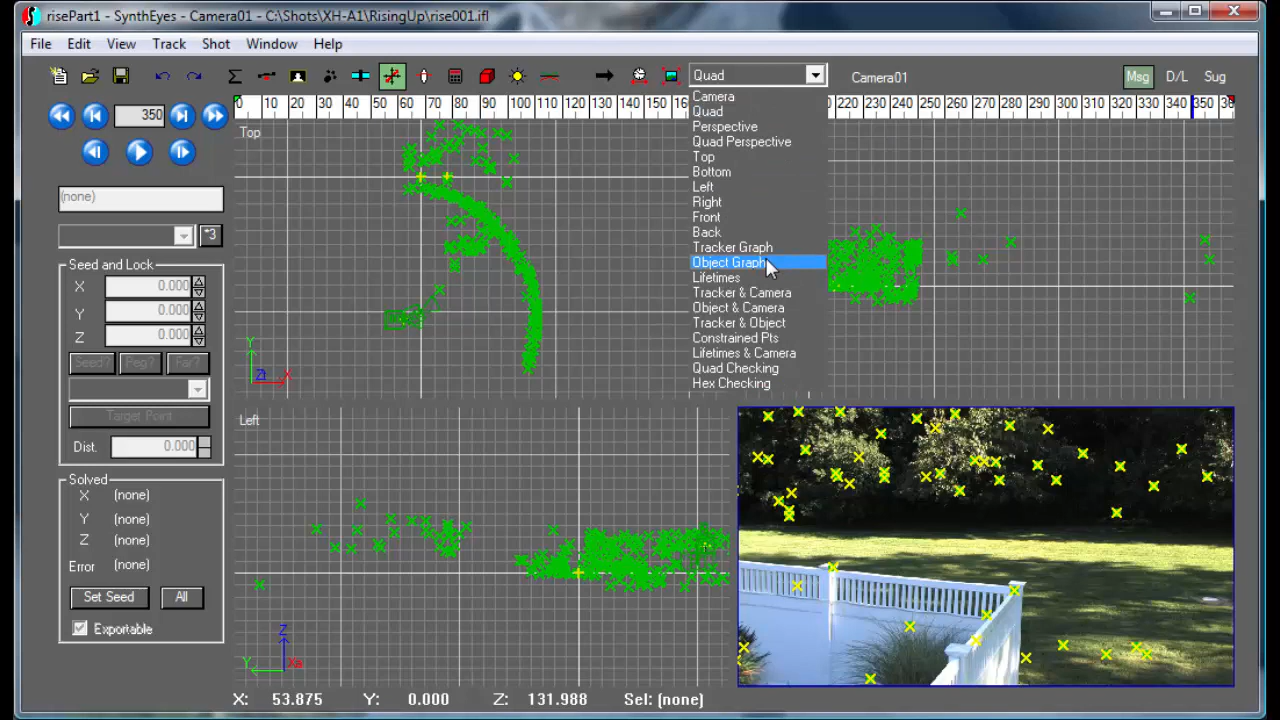 risePart1 - SynthEyes - Camera01 - C:\Shots\XH-A1\RisingUp\rise001.ifl
File Edit View Track Shot Window Help
Quad Camera01 Msg D/L Sug
350
0 10 20 30 40 50 60 70 80 90 100 110 120 130 140 150 220 230 240 250 260 270 280 290 300 310 320 330 340 350
Camera
Quad
Perspective
Quad Perspective
Top
Bottom
Left
Right
Front
Back
Tracker Graph
Object Graph
Lifetimes
Tracker & Camera
Object & Camera
Tracker & Object
Constrained Pts
Lifetimes & Camera
Quad Checking
Hex Checking
(none)
*3
Seed and Lock
X 0.000
Y 0.000
Z 0.000
Seed? Peg? Far?
Target Point
Dist. 0.000
Solved
X (none)
Y (none)
Z (none)
Error (none)
Set Seed All
Exportable
Top
Y
X
Left
Z
Y Xa
X: 53.875 Y: 0.000 Z: 131.988 Sel: (none)